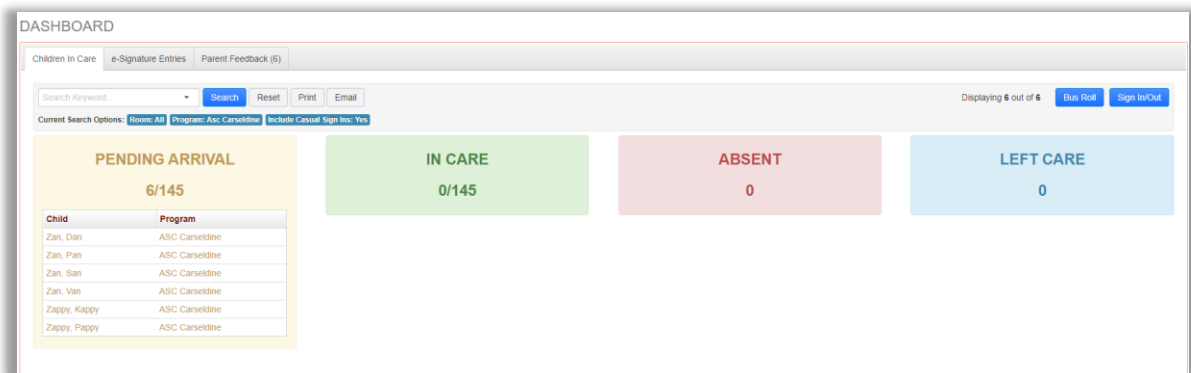 DASHBOARD
Children In Care e-Signature Entries Parent Feedback (6)
Search Keyword... Search Reset Print Email Displaying 6 out of 6 Bus Roll Sign In/Out
Current Search Options: Room: All Program: Asc Carseldine Include Casual Sign Ins: Yes
PENDING ARRIVAL IN CARE ABSENT LEFT CARE
6/145 0/145 0 0
Child Program
Zan, Dan ASC Carseldine
Zan, Pan ASC Carseldine
Zan, San ASC Carseldine
Zan, Van ASC Carseldine
Zappy, Kappy ASC Carseldine
Zappy, Pappy ASC Carseldine